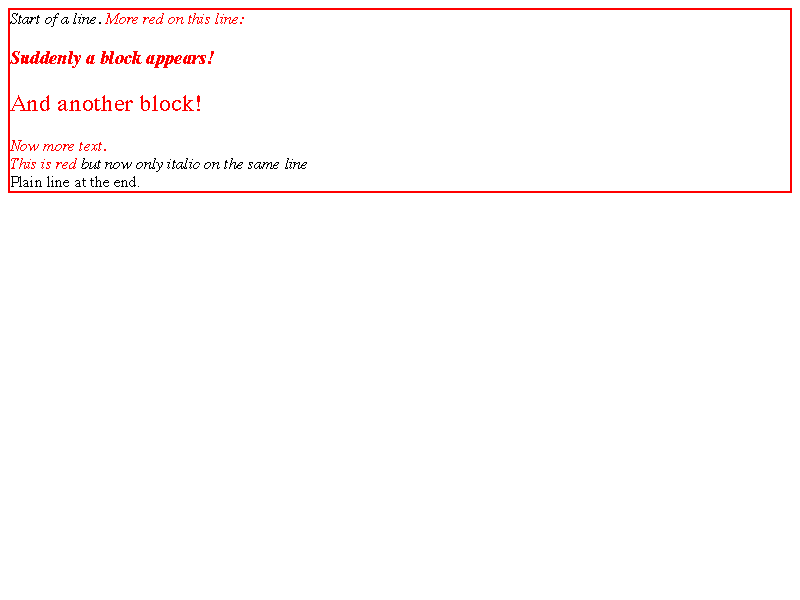 Start of a line. More red on this line:
Suddenly a block appears!
And another block!
Now more text.
This is red but now only italic on the same line
Plain line at the end.